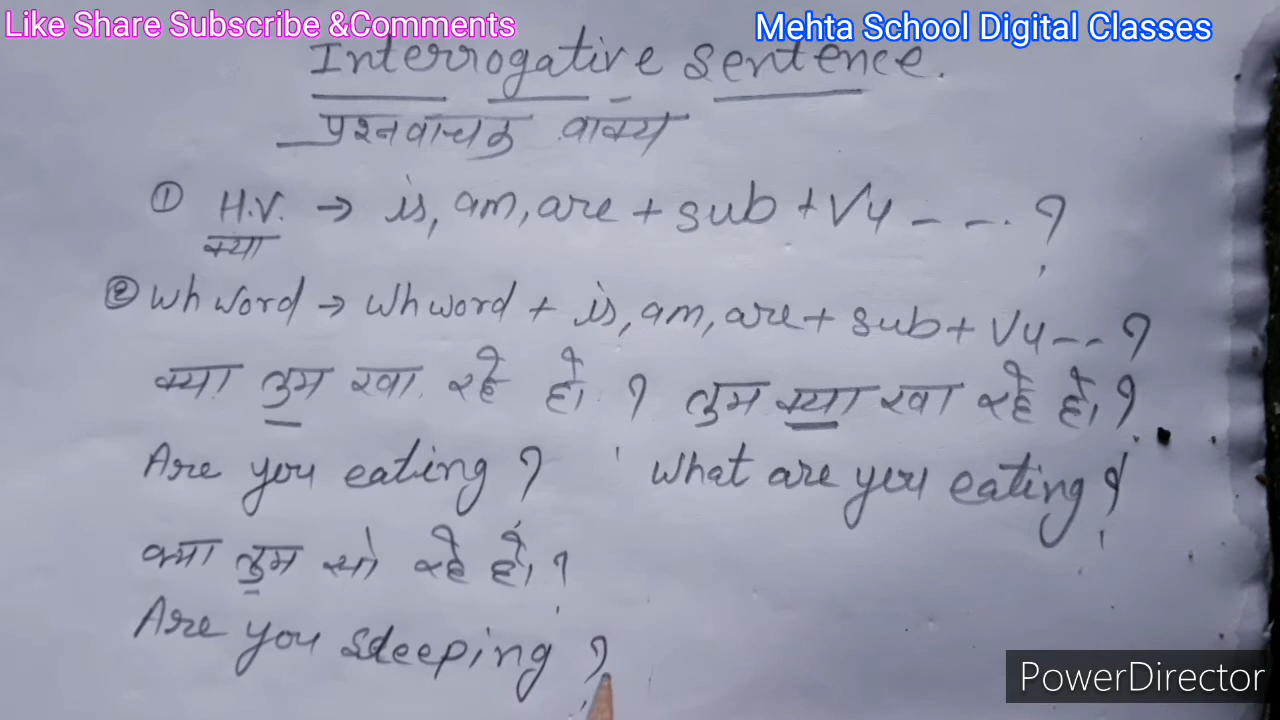 Like Share Subscribe &Comments
Mehta School Digital Classes
Interrogative Sentence.
प्रश्नवाचक वाक्य
① H.V. → is, am, are + sub + V4 - - . ?
क्या
② Wh word → Wh word + is, am, are + sub + V4 - - ?
क्या तुम खा रहे हो ? तुम क्या खा रहे हो ?
Are you eating ? What are you eating ?
क्या तुम सो रहे हो ?
Are you sleeping ?
PowerDirector